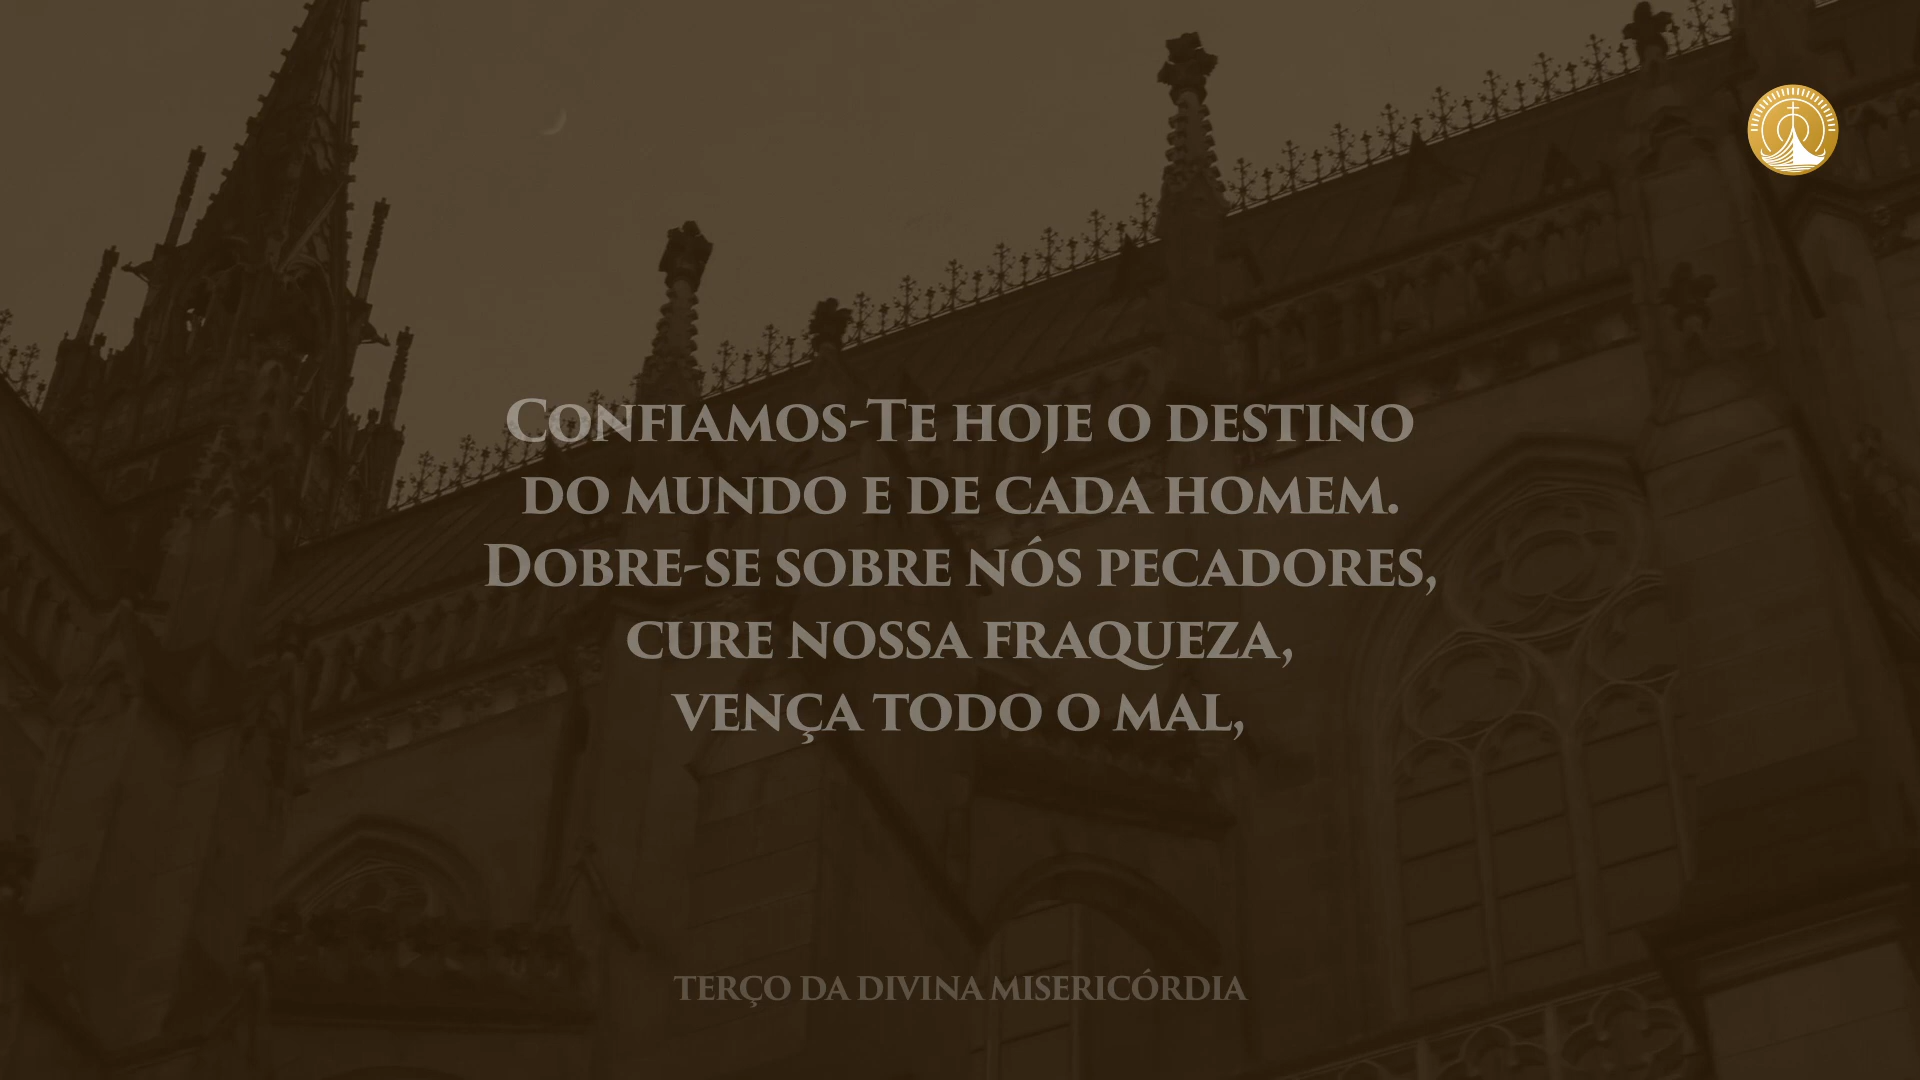 Confiamos-Te hoje o destino
do mundo e de cada homem.
Dobre-se sobre nós pecadores,
cure nossa fraqueza,
vença todo o mal,
Terço da Divina Misericórdia